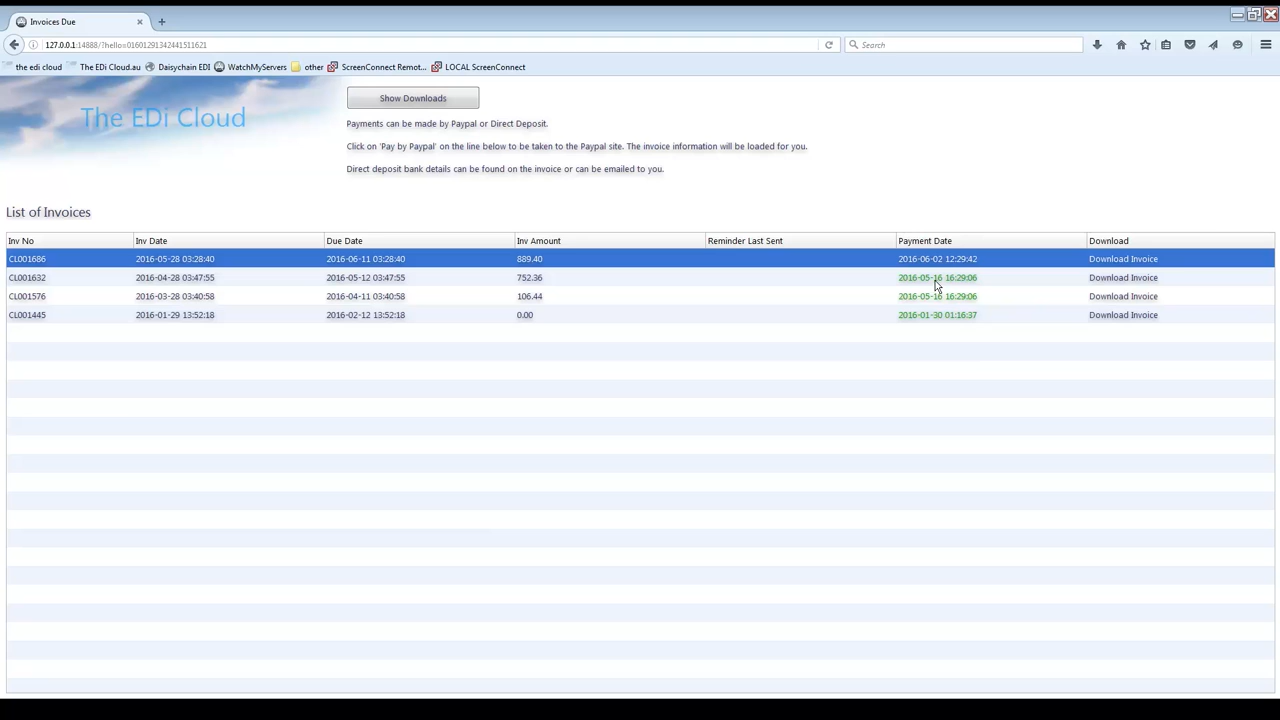 Invoices Due
127.0.0.1:14888/?hello=01601291342441511621
Search
the edi cloud The EDi Cloud.au Daisychain EDI WatchMyServers other ScreenConnect Remot... LOCAL ScreenConnect
The EDi Cloud
Show Downloads
Payments can be made by Paypal or Direct Deposit.
Click on 'Pay by Paypal' on the line below to be taken to the Paypal site. The invoice information will be loaded for you.
Direct deposit bank details can be found on the invoice or can be emailed to you.
List of Invoices
Inv No Inv Date Due Date Inv Amount Reminder Last Sent Payment Date Download
CL001686 2016-05-28 03:28:40 2016-06-11 03:28:40 889.40 2016-06-02 12:29:42 Download Invoice
CL001632 2016-04-28 03:47:55 2016-05-12 03:47:55 752.36 2016-05-16 16:29:06 Download Invoice
CL001576 2016-03-28 03:40:58 2016-04-11 03:40:58 106.44 2016-05-16 16:29:06 Download Invoice
CL001445 2016-01-29 13:52:18 2016-02-12 13:52:18 0.00 2016-01-30 01:16:37 Download Invoice